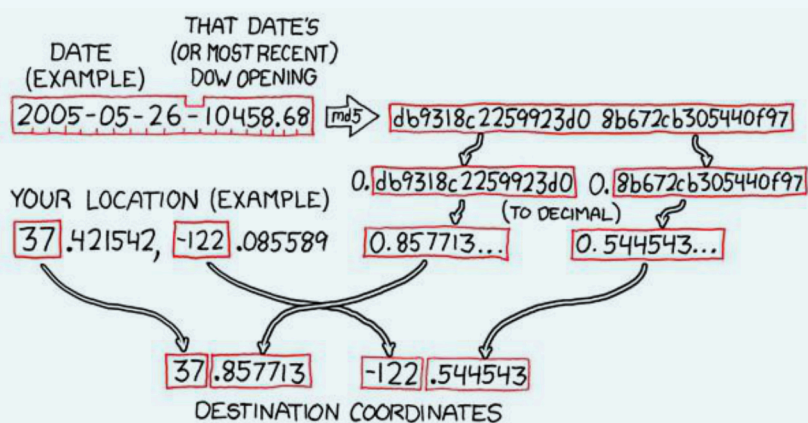 DATE
(EXAMPLE)
THAT DATE'S
(OR MOST RECENT)
DOW OPENING
2005-05-26-10458.68
md5
db9318c2259923d0 8b672cb305440f97
0.db9318c2259923d0
0.8b672cb305440f97
(TO DECIMAL)
0.857713...
0.544543...
YOUR LOCATION (EXAMPLE)
37.421542, -122.085589
37.857713
-122.544543
DESTINATION COORDINATES